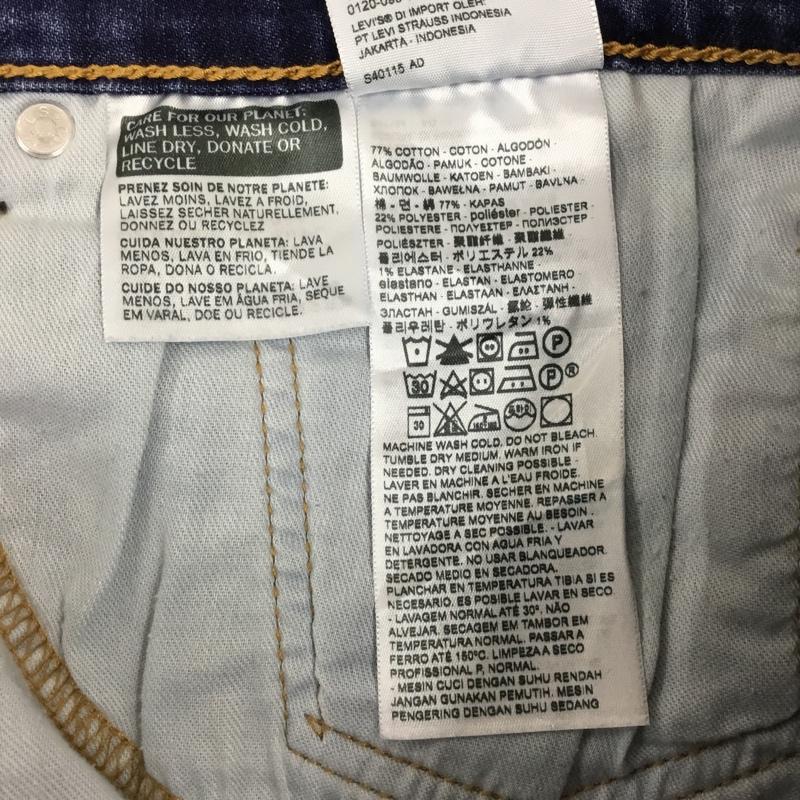 LEVI'S® DI IMPORT OLEH:
PT LEVI STRAUSS INDONESIA
JAKARTA - INDONESIA
S40115 AD
CARE FOR OUR PLANET:
WASH LESS, WASH COLD,
LINE DRY, DONATE OR
RECYCLE
PRENEZ SOIN DE NOTRE PLANETE:
LAVEZ MOINS, LAVEZ A FROID,
LAISSEZ SECHER NATURELLEMENT,
DONNEZ OU RECYCLEZ
CUIDA NUESTRO PLANETA: LAVA
MENOS, LAVA EN FRIO, TIENDE LA
ROPA, DONA O RECICLA.
CUIDE DO NOSSO PLANETA: LAVE
MENOS, LAVE EM ÁGUA FRIA, SEQUE
EM VARAL, DOE OU RECICLE.
77% COTTON - COTON - ALGODÓN -
ALGODÃO - PAMUK - COTONE -
BAUMWOLLE - KATOEN - BAMBAKI -
ХЛОПОК - BAWEŁNA - PAMUT - BAVLNA -
棉 - 면 - 綿 77% - KAPAS
22% POLYESTER - poliéster - POLIESTER -
POLIESTERE - ΠΟΛΥΕΣΤΕΡ - ПОЛИЭСТЕР -
POLIÉSZTER - 聚酯纖維 - 聚酯纤维 -
폴리에스터 - ポリエステル 22%
1% ELASTANE - ELASTHANNE -
elastano - ELASTAN - ELASTOMERO -
ELASTHAN - ELASTAAN - ΕΛΑΣΤΑΝΗ -
ЭЛАСТАН - GUMISZÁL - 氨綸 - 弹性纖維
폴리우레탄 - ポリウレタン 1%
P
30 P®
30
MACHINE WASH COLD. DO NOT BLEACH.
TUMBLE DRY MEDIUM. WARM IRON IF
NEEDED. DRY CLEANING POSSIBLE -
LAVER EN MACHINE A L'EAU FROIDE.
NE PAS BLANCHIR. SECHER EN MACHINE
A TEMPERATURE MOYENNE. REPASSER A
TEMPERATURE MOYENNE AU BESOIN .
NETTOYAGE A SEC POSSIBLE. - LAVAR
EN LAVADORA CON AGUA FRIA Y
DETERGENTE. NO USAR BLANQUEADOR.
SECADO MEDIO EN SECADORA.
PLANCHAR EN TEMPERATURA TIBIA SI ES
NECESARIO. ES POSIBLE LAVAR EN SECO.
- LAVAGEM NORMAL ATÉ 30º. NÃO
ALVEJAR. SECAGEM EM TAMBOR EM
TEMPERATURA NORMAL. PASSAR A
FERRO ATÉ 150ºC. LIMPEZA A SECO
PROFISSIONAL P, NORMAL.
- MESIN CUCI DENGAN SUHU RENDAH
JANGAN GUNAKAN PEMUTIH. MESIN
PENGERING DENGAN SUHU SEDANG